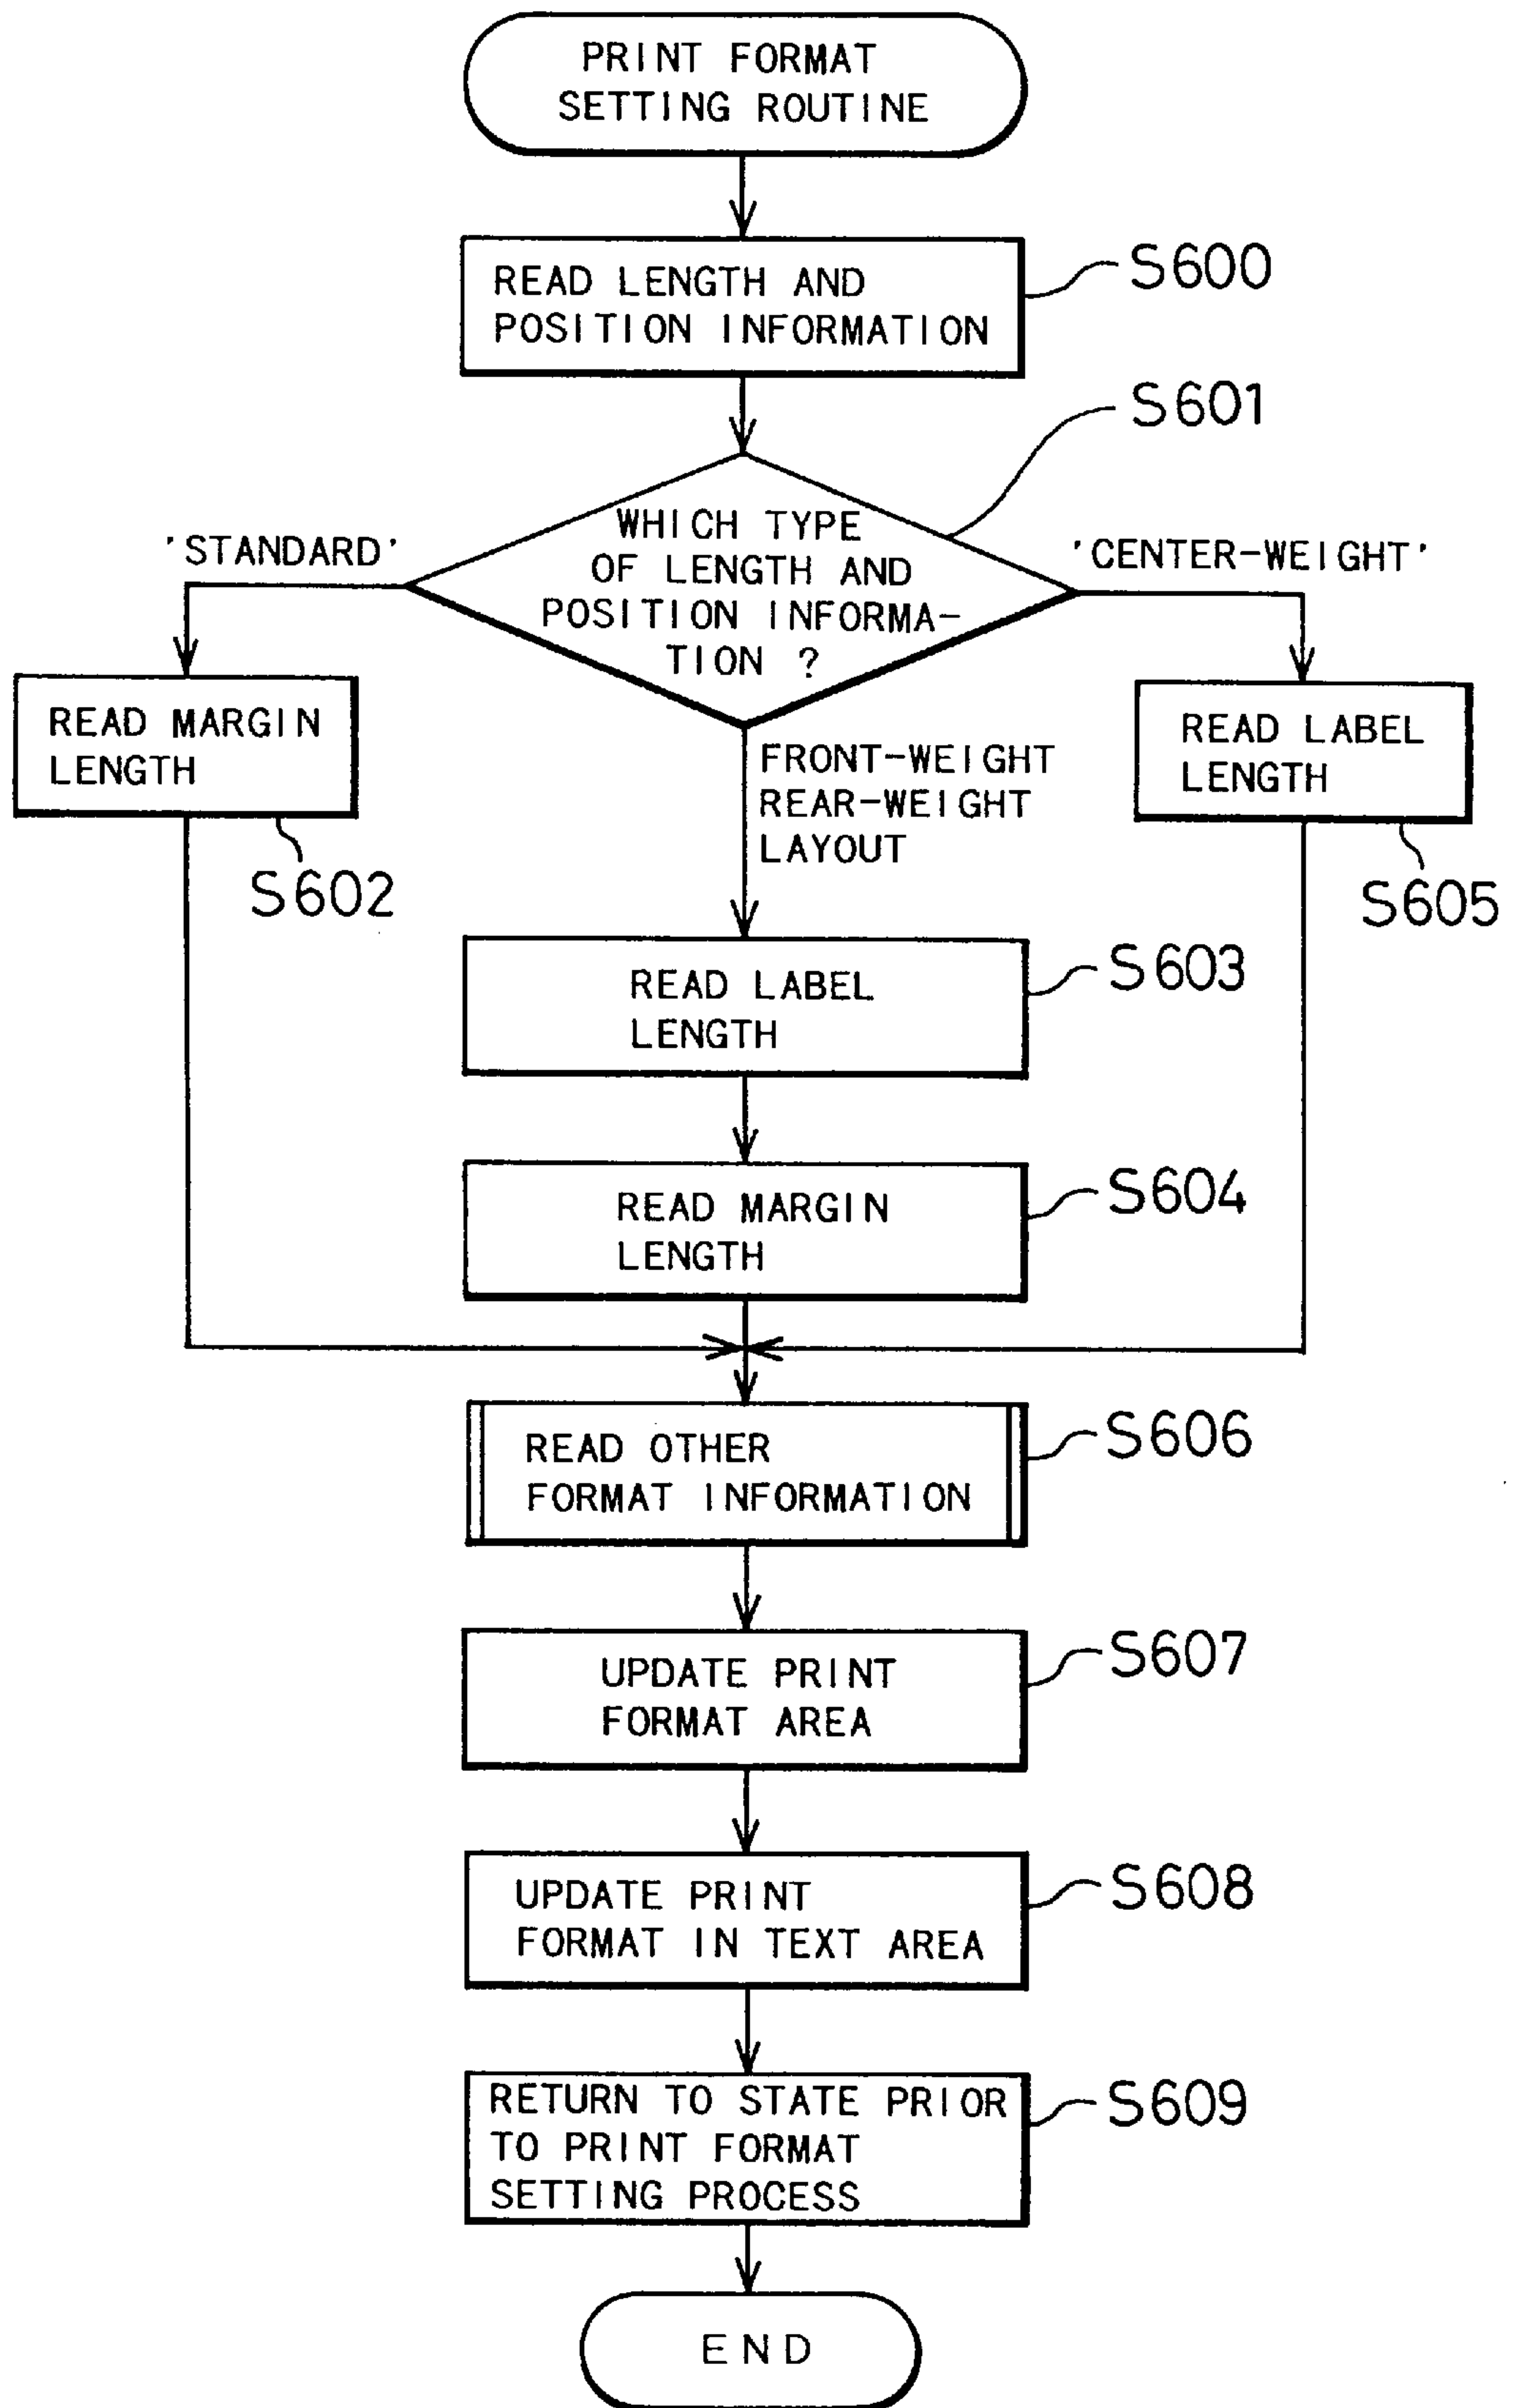 PRINT FORMAT
SETTING ROUTINE
READ LENGTH AND
POSITION INFORMATION
S600
S601
WHICH TYPE
OF LENGTH AND
POSITION INFORMA-
TION ?
'STANDARD'
'CENTER-WEIGHT'
READ MARGIN
LENGTH
S602
FRONT-WEIGHT
REAR-WEIGHT
LAYOUT
READ LABEL
LENGTH
S605
READ LABEL
LENGTH
S603
READ MARGIN
LENGTH
S604
READ OTHER
FORMAT INFORMATION
S606
UPDATE PRINT
FORMAT AREA
S607
UPDATE PRINT
FORMAT IN TEXT AREA
S608
RETURN TO STATE PRIOR
TO PRINT FORMAT
SETTING PROCESS
S609
END